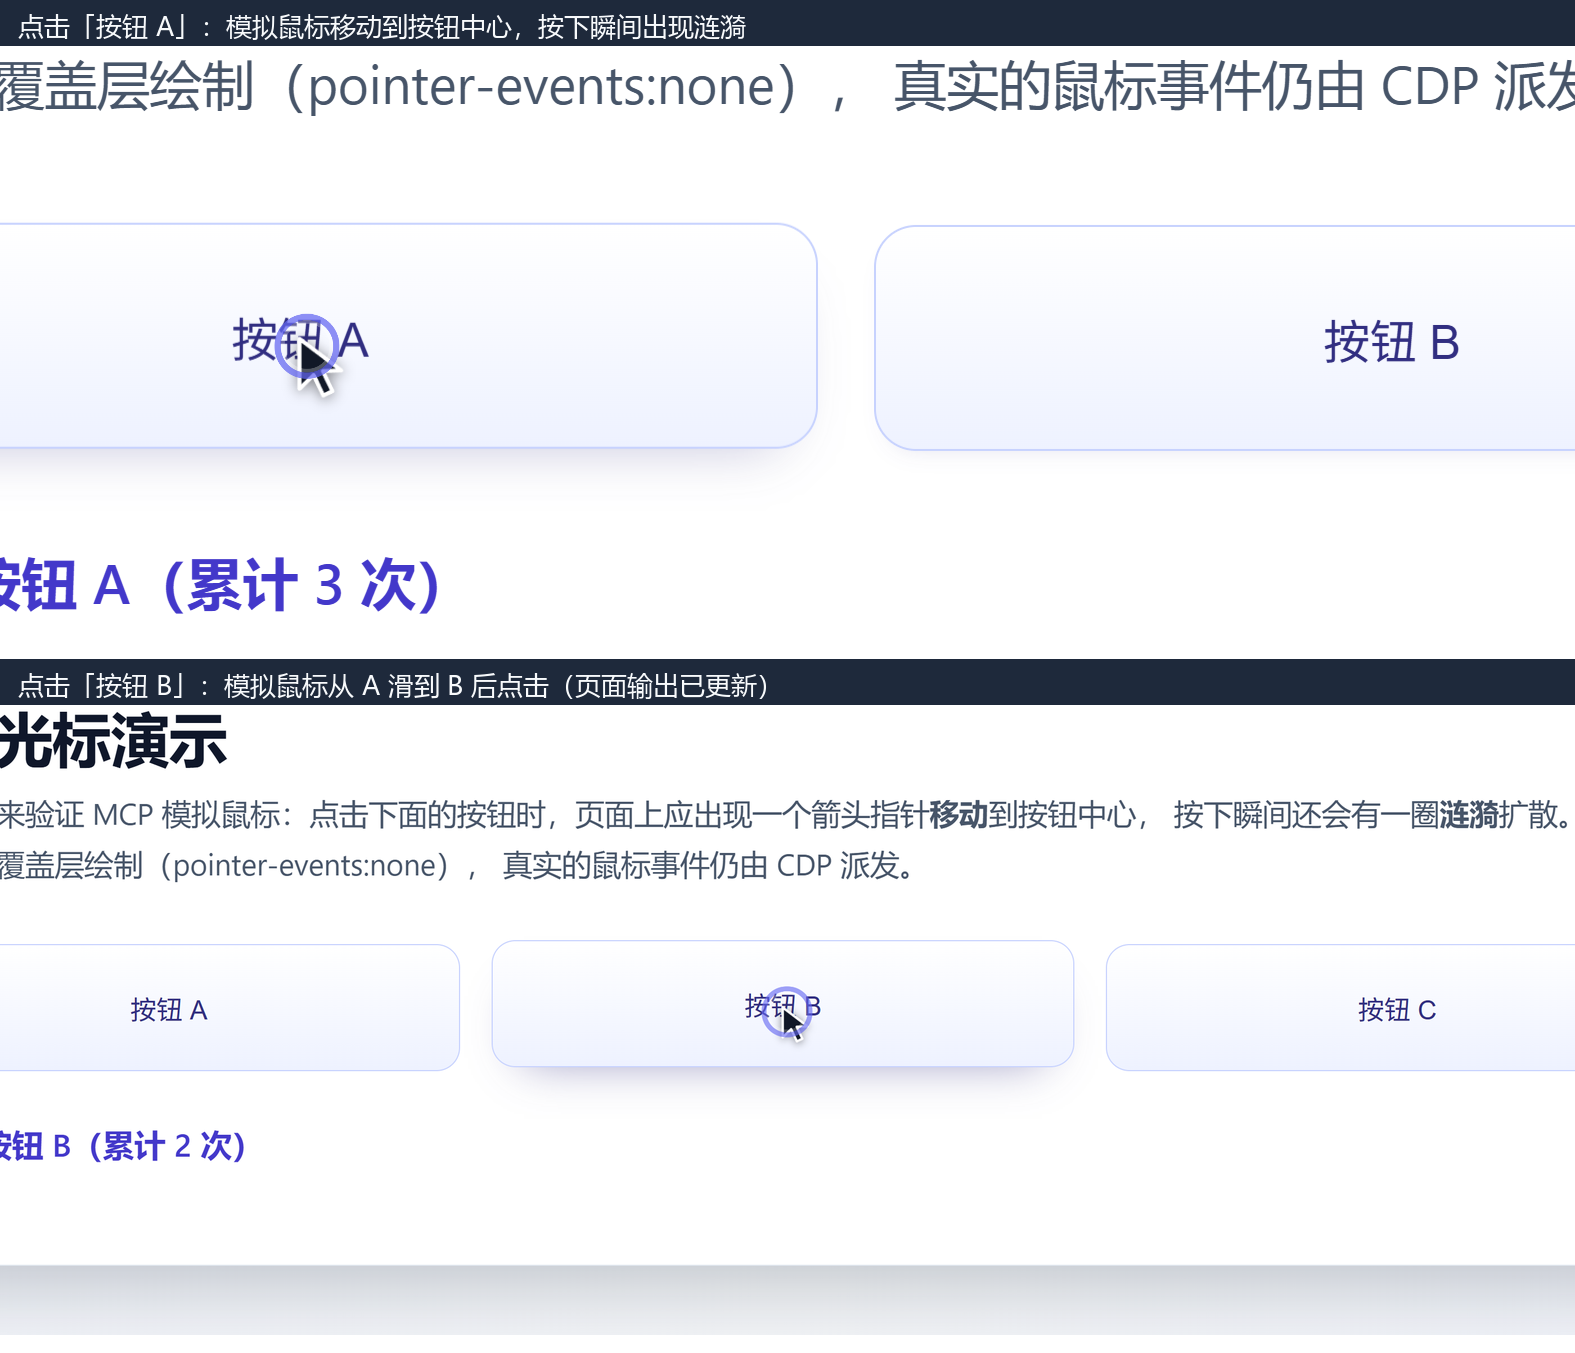 点击「按钮 A」：模拟鼠标移动到按钮中心，按下瞬间出现涟漪
覆盖层绘制（pointer-events:none）， 真实的鼠标事件仍由 CDP 派发
按钮 A
按钮 B
按钮 A（累计 3 次）
点击「按钮 B」：模拟鼠标从 A 滑到 B 后点击（页面输出已更新）
光标演示
来验证 MCP 模拟鼠标：点击下面的按钮时，页面上应出现一个箭头指针移动到按钮中心， 按下瞬间还会有一圈涟漪扩散。
覆盖层绘制（pointer-events:none）， 真实的鼠标事件仍由 CDP 派发。
按钮 A
按钮 B
按钮 C
按钮 B（累计 2 次）